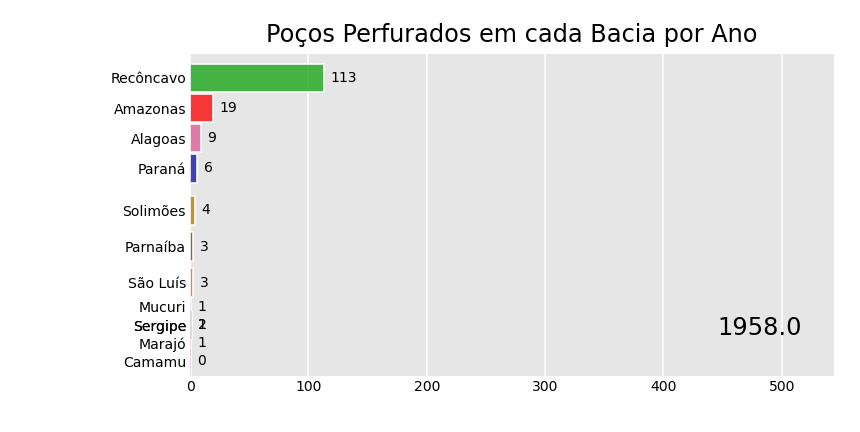 Poços Perfurados em cada Bacia por Ano
Recôncavo 113
Amazonas 19
Alagoas 9
Paraná 6
Solimões 4
Parnaíba 3
São Luís 3
Mucuri 1
Sergipe
Marajó 1
Camamu 0
1958.0
0 100 200 300 400 500